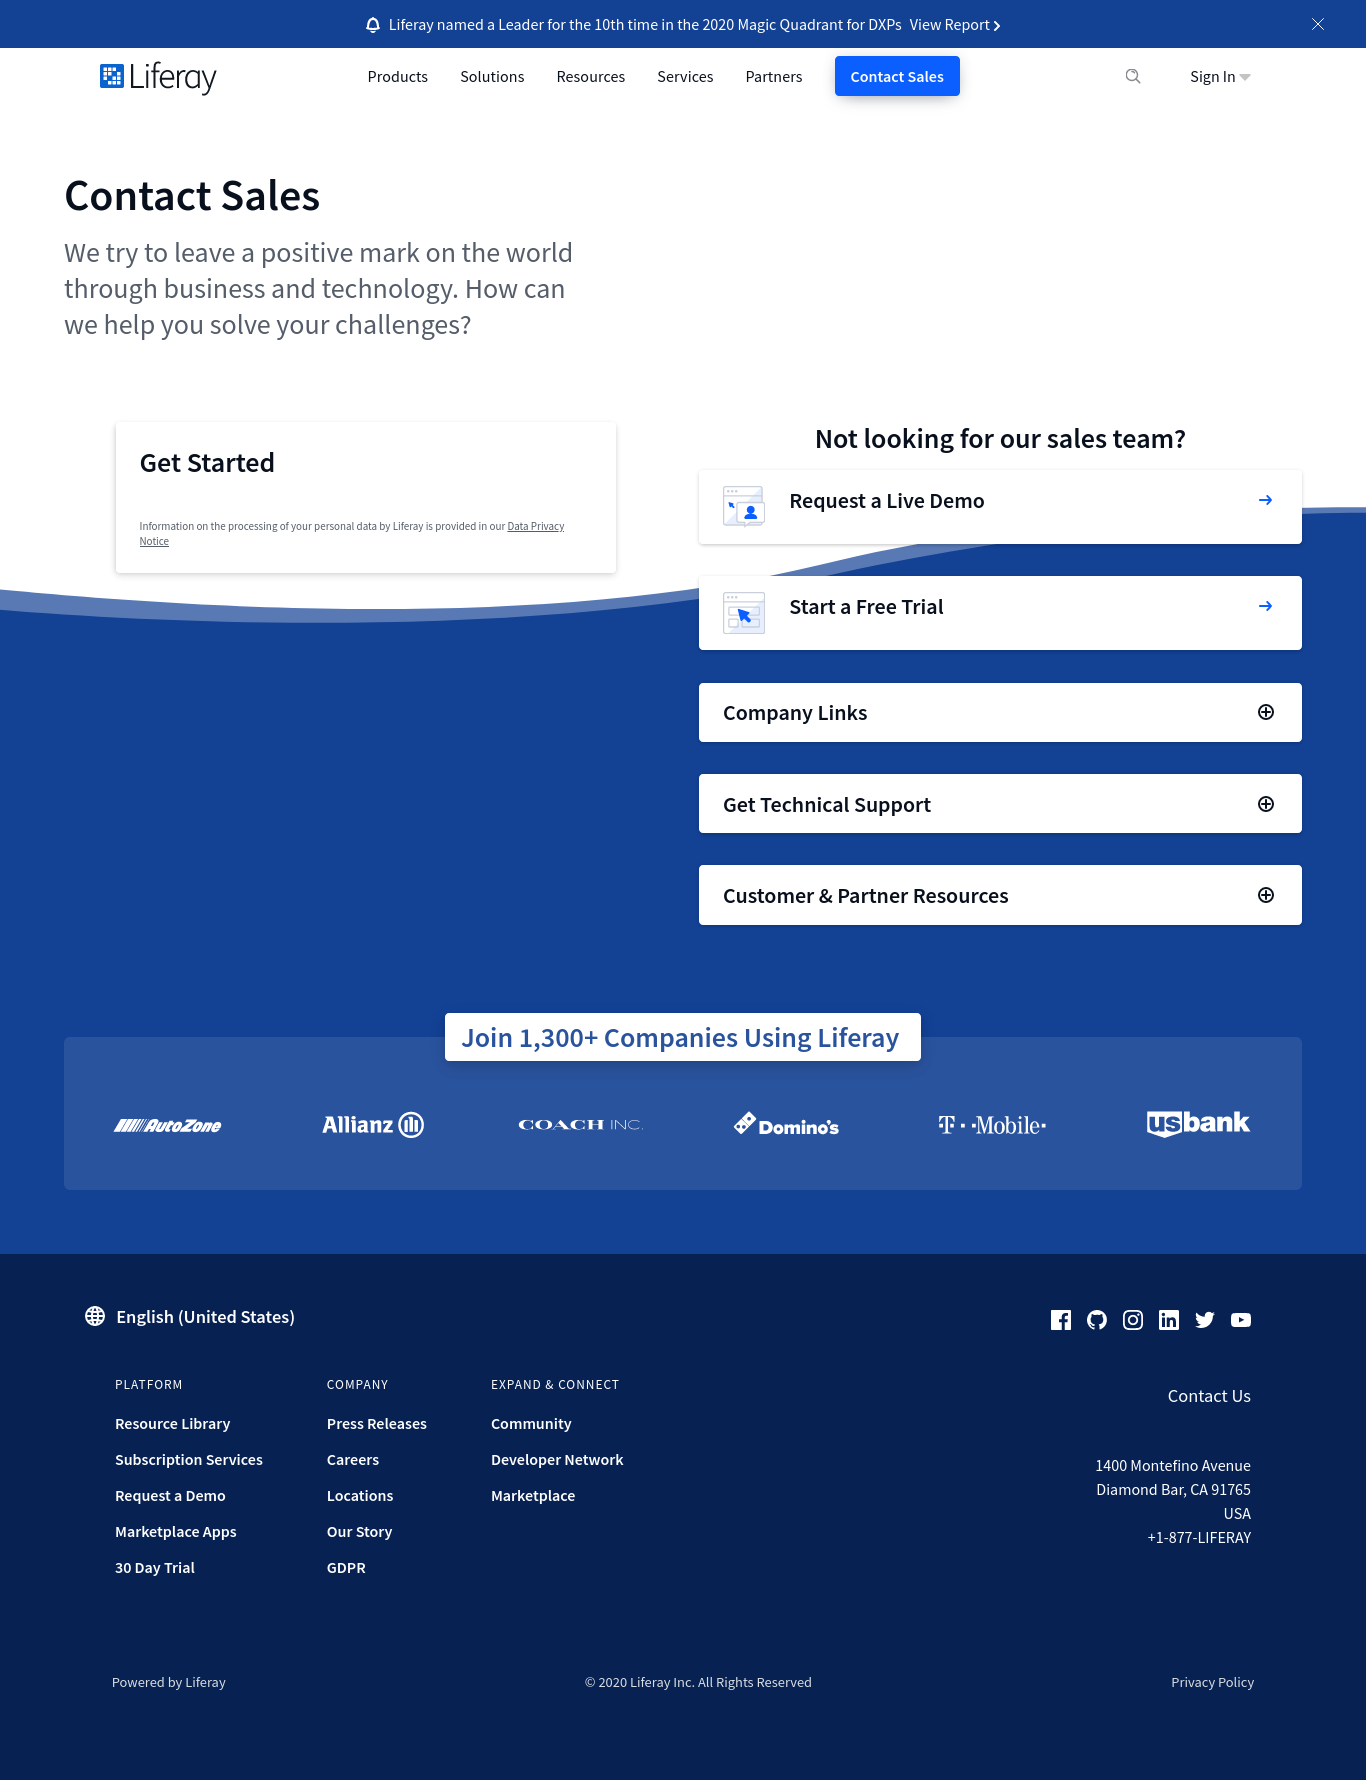 Liferay named a Leader for the 10th time in the 2020 Magic Quadrant for DXPs View Report
Liferay
Products Solutions Resources Services Partners Contact Sales Sign In
Contact Sales
We try to leave a positive mark on the world
through business and technology. How can
we help you solve your challenges?
Get Started
Information on the processing of your personal data by Liferay is provided in our Data Privacy
Notice
Not looking for our sales team?
Request a Live Demo
Start a Free Trial
Company Links
Get Technical Support
Customer & Partner Resources
Join 1,300+ Companies Using Liferay
AutoZone Allianz COACH INC. Domino's T · Mobile · usbank
English (United States)
PLATFORM
Resource Library
Subscription Services
Request a Demo
Marketplace Apps
30 Day Trial
COMPANY
Press Releases
Careers
Locations
Our Story
GDPR
EXPAND & CONNECT
Community
Developer Network
Marketplace
Contact Us
1400 Montefino Avenue
Diamond Bar, CA 91765
USA
+1-877-LIFERAY
Powered by Liferay
© 2020 Liferay Inc. All Rights Reserved
Privacy Policy